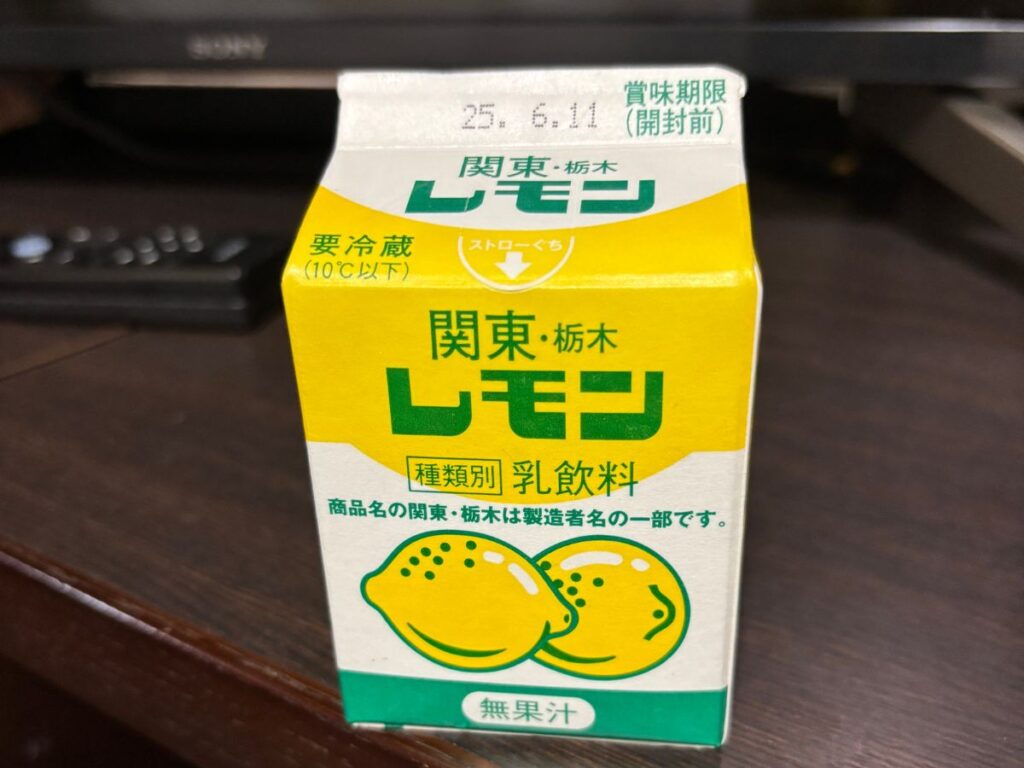 SONY
25. 6.11
賞味期限
(開封前)
関東・栃木
レモン
ストローぐち
要冷蔵
(10℃以下)
関東・栃木
レモン
種類別 乳飲料
商品名の関東・栃木は製造者名の一部です。
無果汁